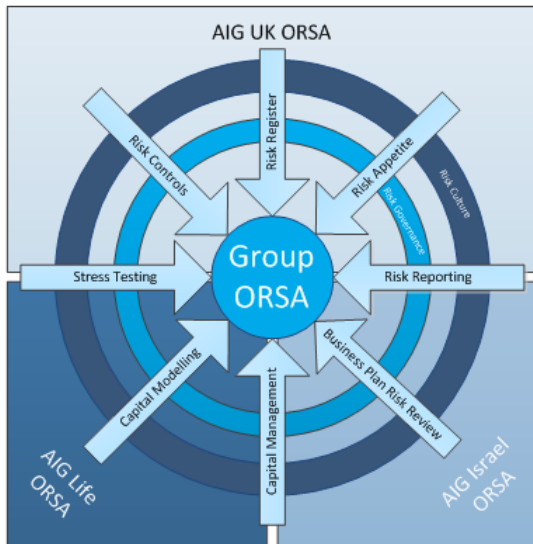 AIG UK ORSA
Risk Register
Risk Controls
Risk Appetite
Risk Culture
Risk Governance
Group
ORSA
Stress Testing
Risk Reporting
Capital Modelling
Capital Management
Business Plan Risk Review
AIG Life
ORSA
AIG Israel
ORSA